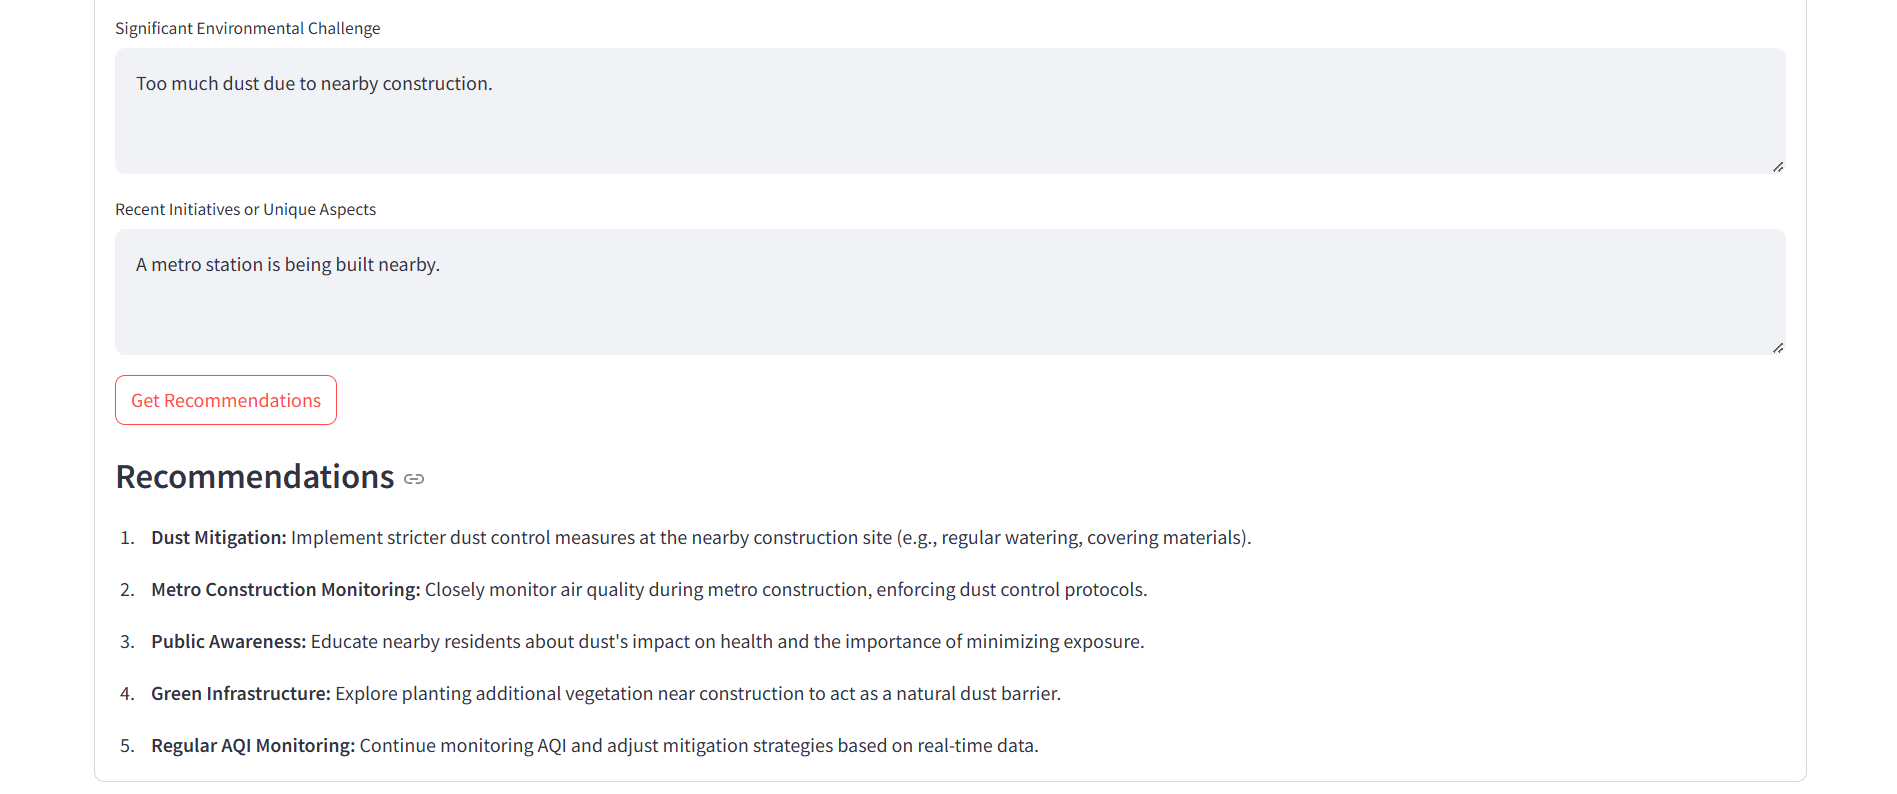 Significant Environmental Challenge
Too much dust due to nearby construction.
Recent Initiatives or Unique Aspects
A metro station is being built nearby.
Get Recommendations
Recommendations
1. Dust Mitigation: Implement stricter dust control measures at the nearby construction site (e.g., regular watering, covering materials).
2. Metro Construction Monitoring: Closely monitor air quality during metro construction, enforcing dust control protocols.
3. Public Awareness: Educate nearby residents about dust's impact on health and the importance of minimizing exposure.
4. Green Infrastructure: Explore planting additional vegetation near construction to act as a natural dust barrier.
5. Regular AQI Monitoring: Continue monitoring AQI and adjust mitigation strategies based on real-time data.